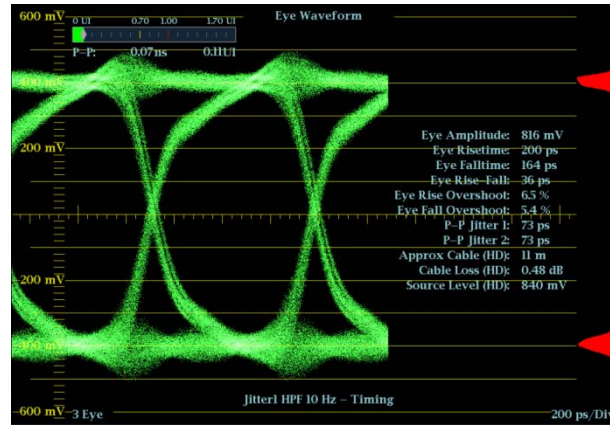 600 mV
0 UI 0.70 1.00 1.70 UI
Eye Waveform
P-P: 0.07ns 0.11UI
400 mV
200 mV
Eye Amplitude: 816 mV
Eye Risetime: 200 ps
Eye Falltime: 164 ps
Eye Rise-Fall: 36 ps
Eye Rise Overshoot: 6.5 %
Eye Fall Overshoot: 5.4 %
P-P Jitter 1: 73 ps
P-P Jitter 2: 73 ps
Approx Cable (HD): 11 m
Cable Loss (HD): 0.48 dB
Source Level (HD): 840 mV
-200 mV
-400 mV
Jitter1 HPF 10 Hz - Timing
-600 mV
3 Eye
200 ps/Div